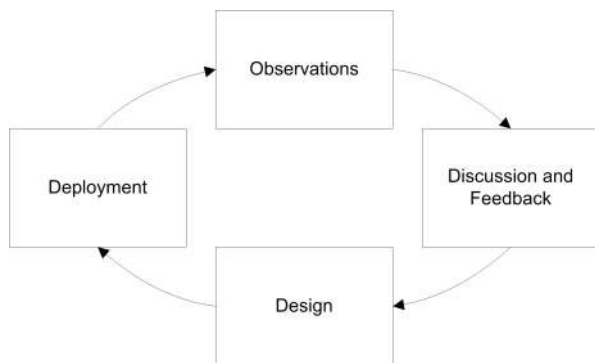 Observations
Deployment
Discussion and
Feedback
Design